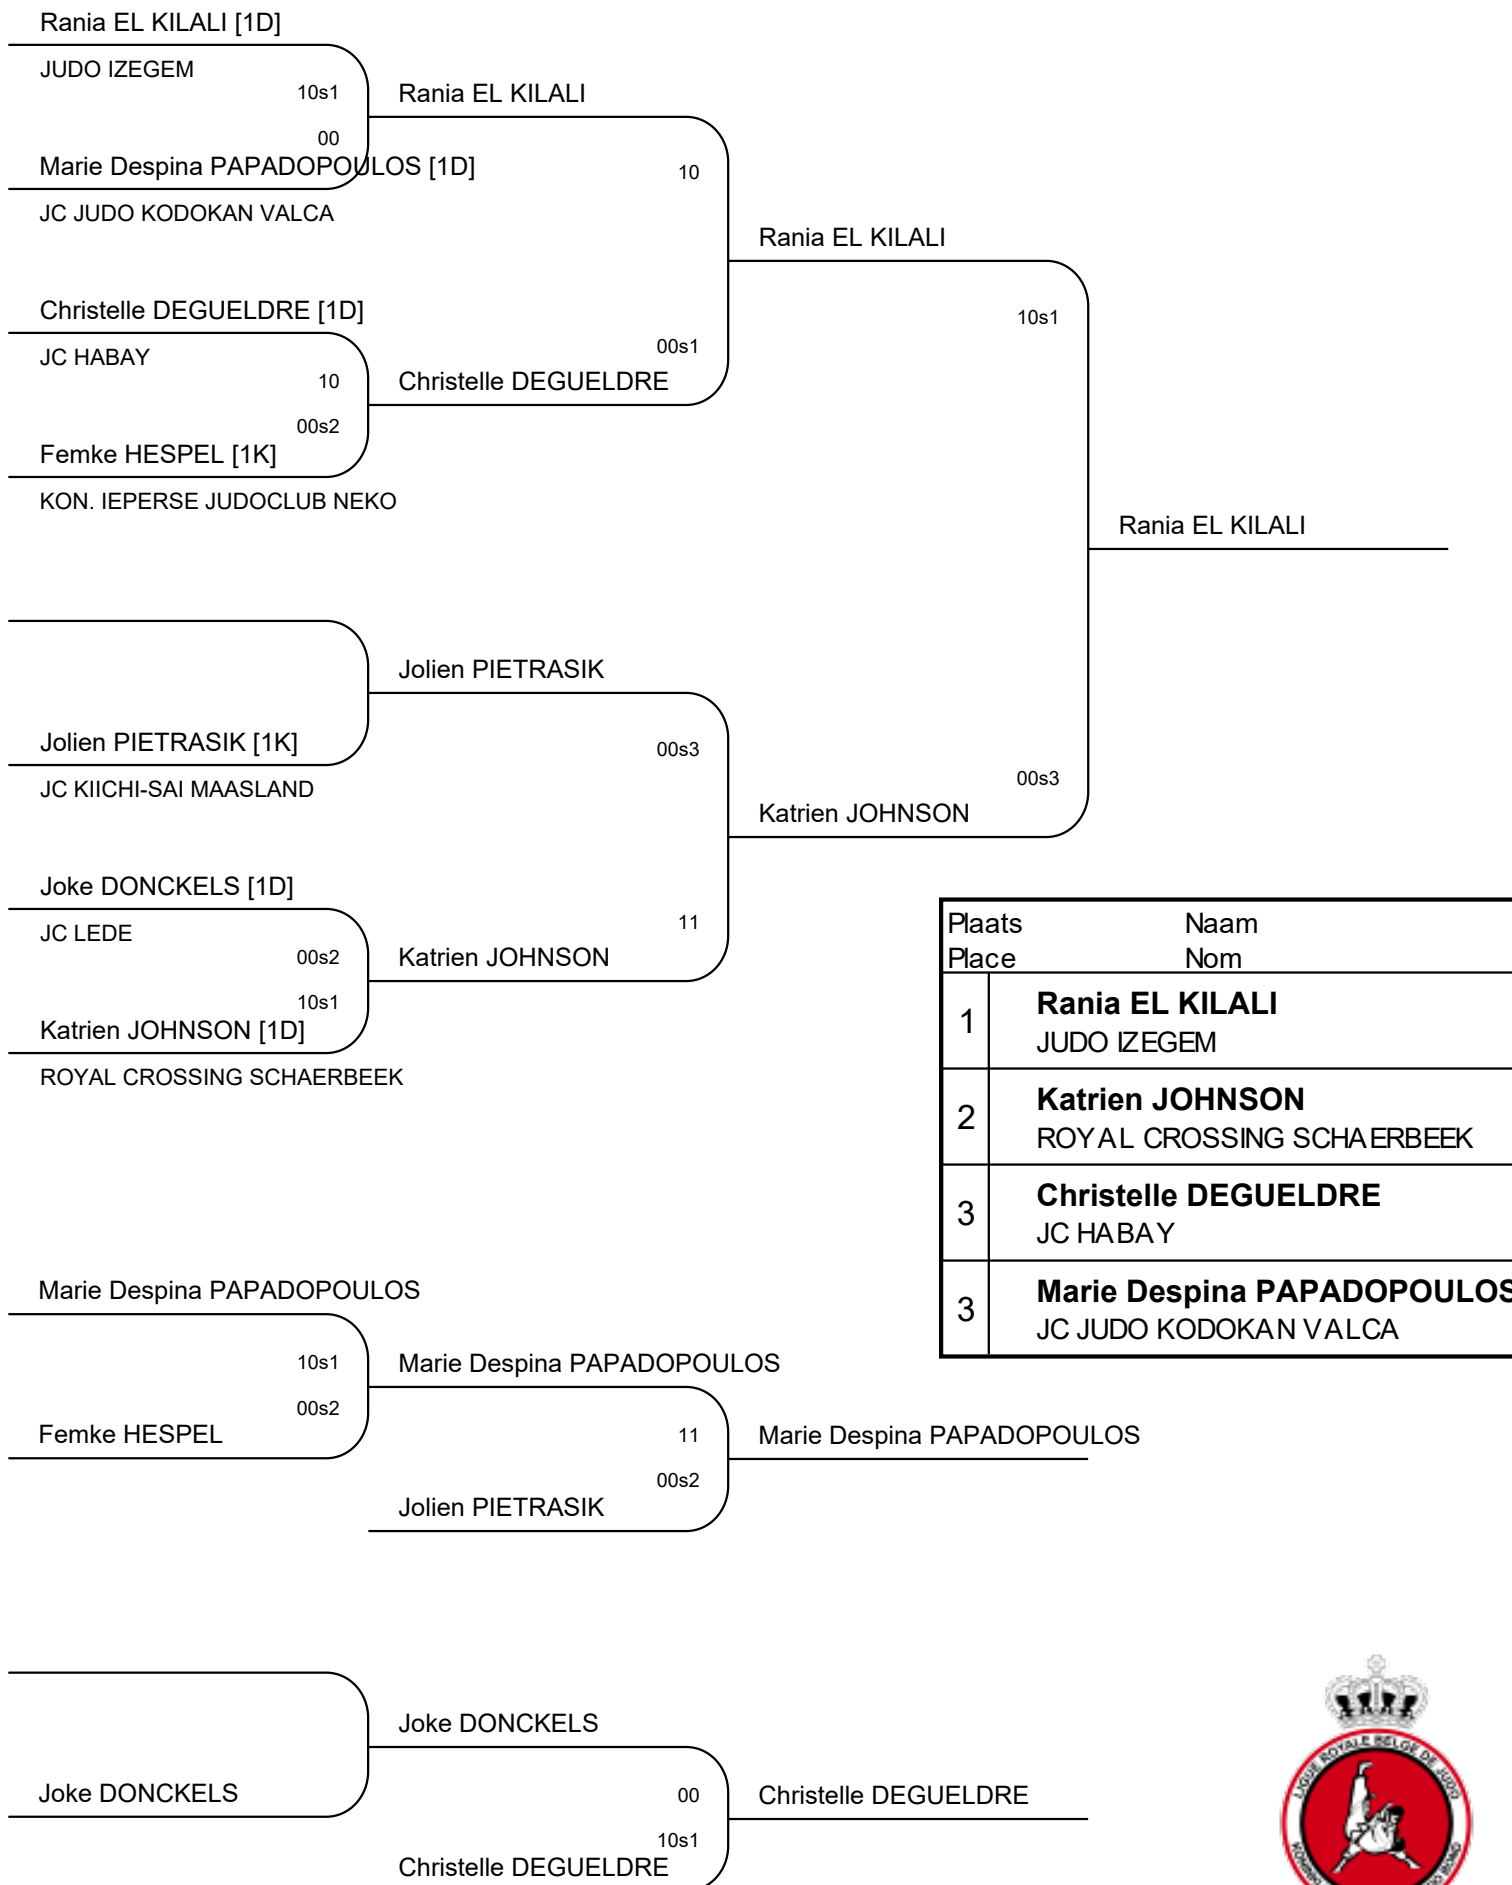 Rania EL KILALI [1D]
JUDO IZEGEM
10s1
Rania EL KILALI
00
Marie Despina PAPADOPOULOS [1D]
10
JC JUDO KODOKAN VALCA
Rania EL KILALI
Christelle DEGUELDRE [1D]
10s1
JC HABAY
00s1
10
Christelle DEGUELDRE
00s2
Femke HESPEL [1K]
KON. IEPERSE JUDOCLUB NEKO
Rania EL KILALI
Jolien PIETRASIK
Jolien PIETRASIK [1K]
00s3
JC KIICHI-SAI MAASLAND
00s3
Katrien JOHNSON
Joke DONCKELS [1D]
JC LEDE
11
00s2
Katrien JOHNSON
10s1
Katrien JOHNSON [1D]
ROYAL CROSSING SCHAERBEEK
Plaats Naam
Place Nom
1 Rania EL KILALI
JUDO IZEGEM
2 Katrien JOHNSON
ROYAL CROSSING SCHAERBEEK
3 Christelle DEGUELDRE
JC HABAY
3 Marie Despina PAPADOPOULOS
JC JUDO KODOKAN VALCA
Marie Despina PAPADOPOULOS
10s1
Marie Despina PAPADOPOULOS
00s2
Femke HESPEL
11
Marie Despina PAPADOPOULOS
00s2
Jolien PIETRASIK
Joke DONCKELS
Joke DONCKELS
00
Christelle DEGUELDRE
10s1
Christelle DEGUELDRE
LIGUE ROYALE BELGE DE JUDO